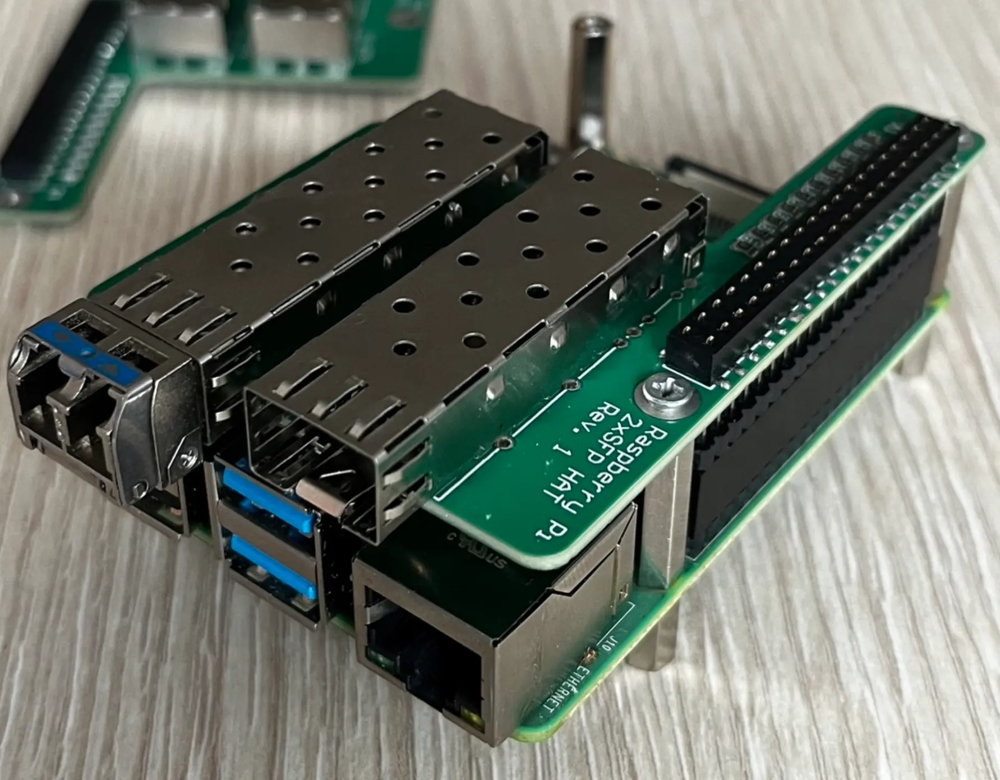 Raspberry Pi
2xSFP HAT
Rev. 1
J10
ETHERNET